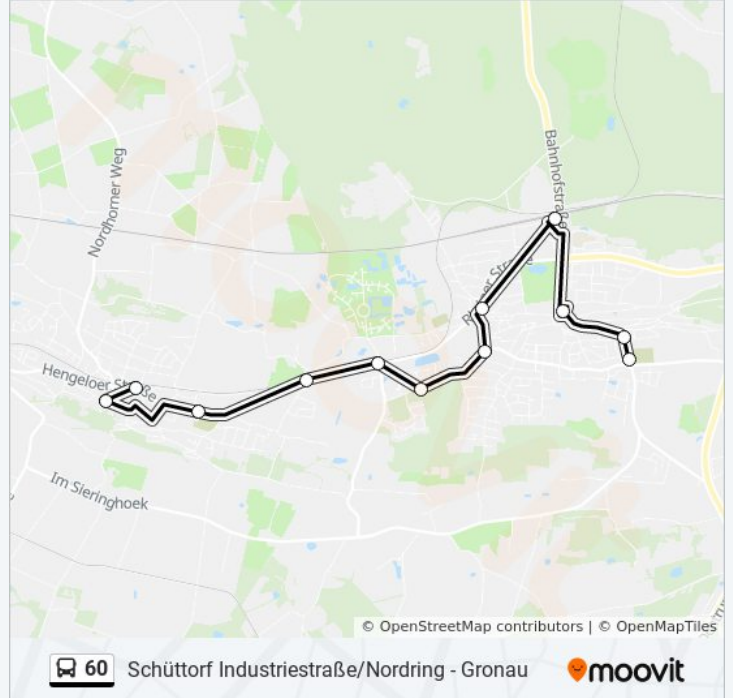 Nordhorner Weg
Bahnhofstraße
Hengeloer Straße
Im Sieringhoek
© OpenStreetMap contributors | © OpenMapTiles
60 Schüttorf Industriestraße/Nordring - Gronau
moovit